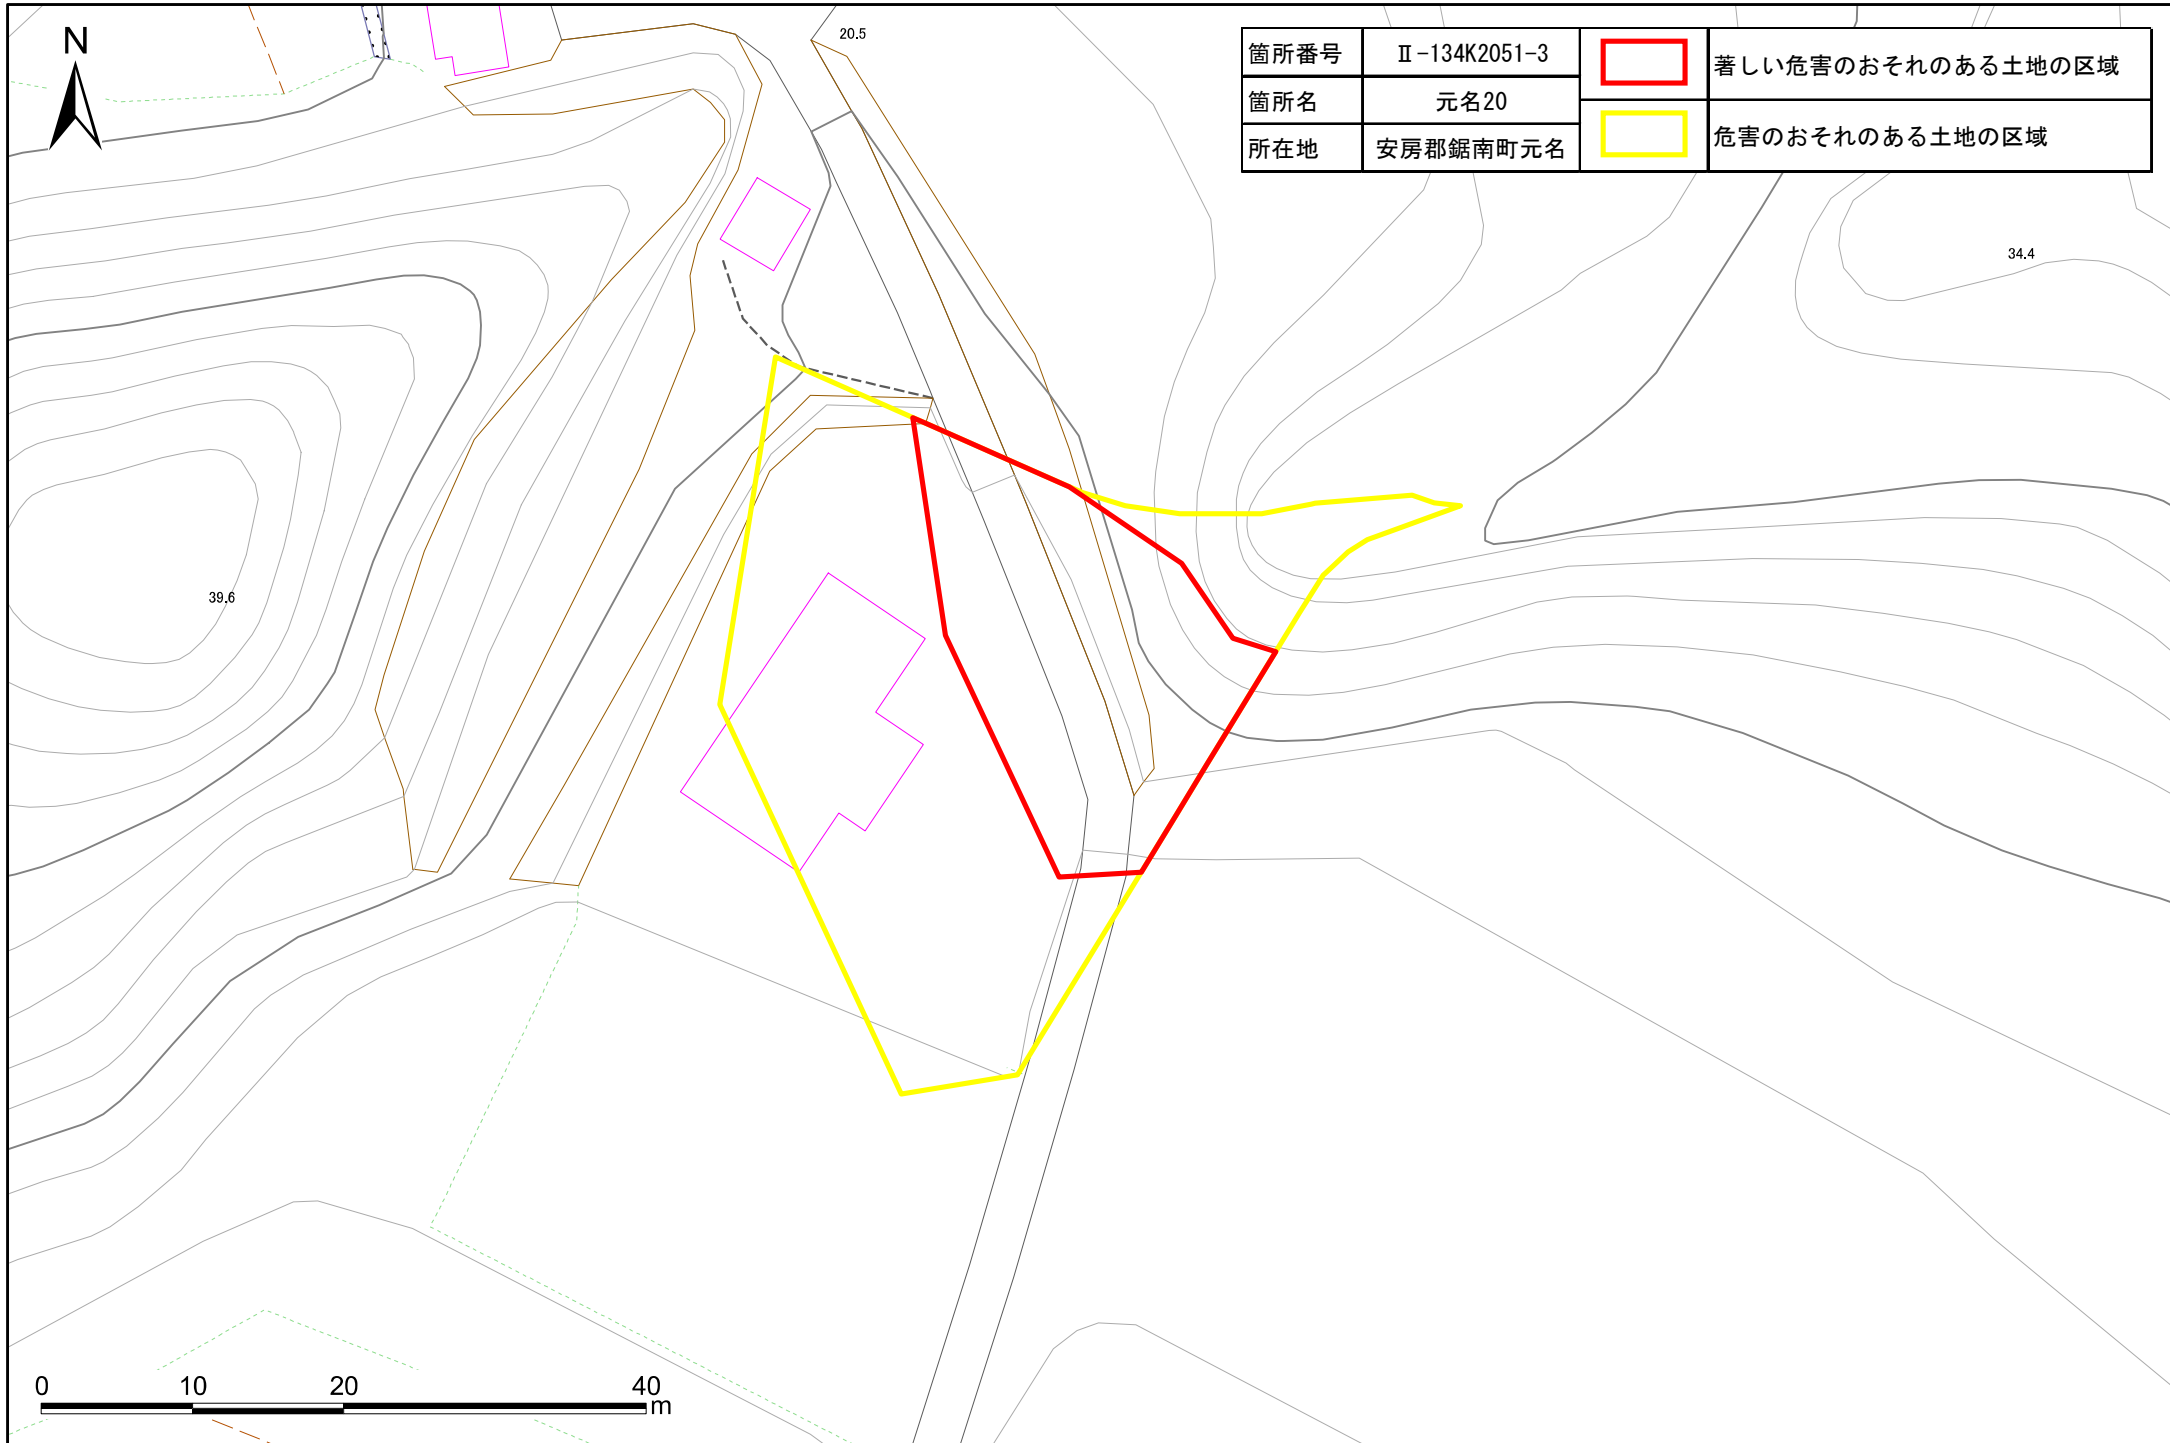 N
20.5
箇所番号 Ⅱ-134K2051-3
箇所名 元名20
所在地 安房郡鋸南町元名
著しい危害のおそれのある土地の区域
危害のおそれのある土地の区域
34.4
39.6
0 10 20 40
m